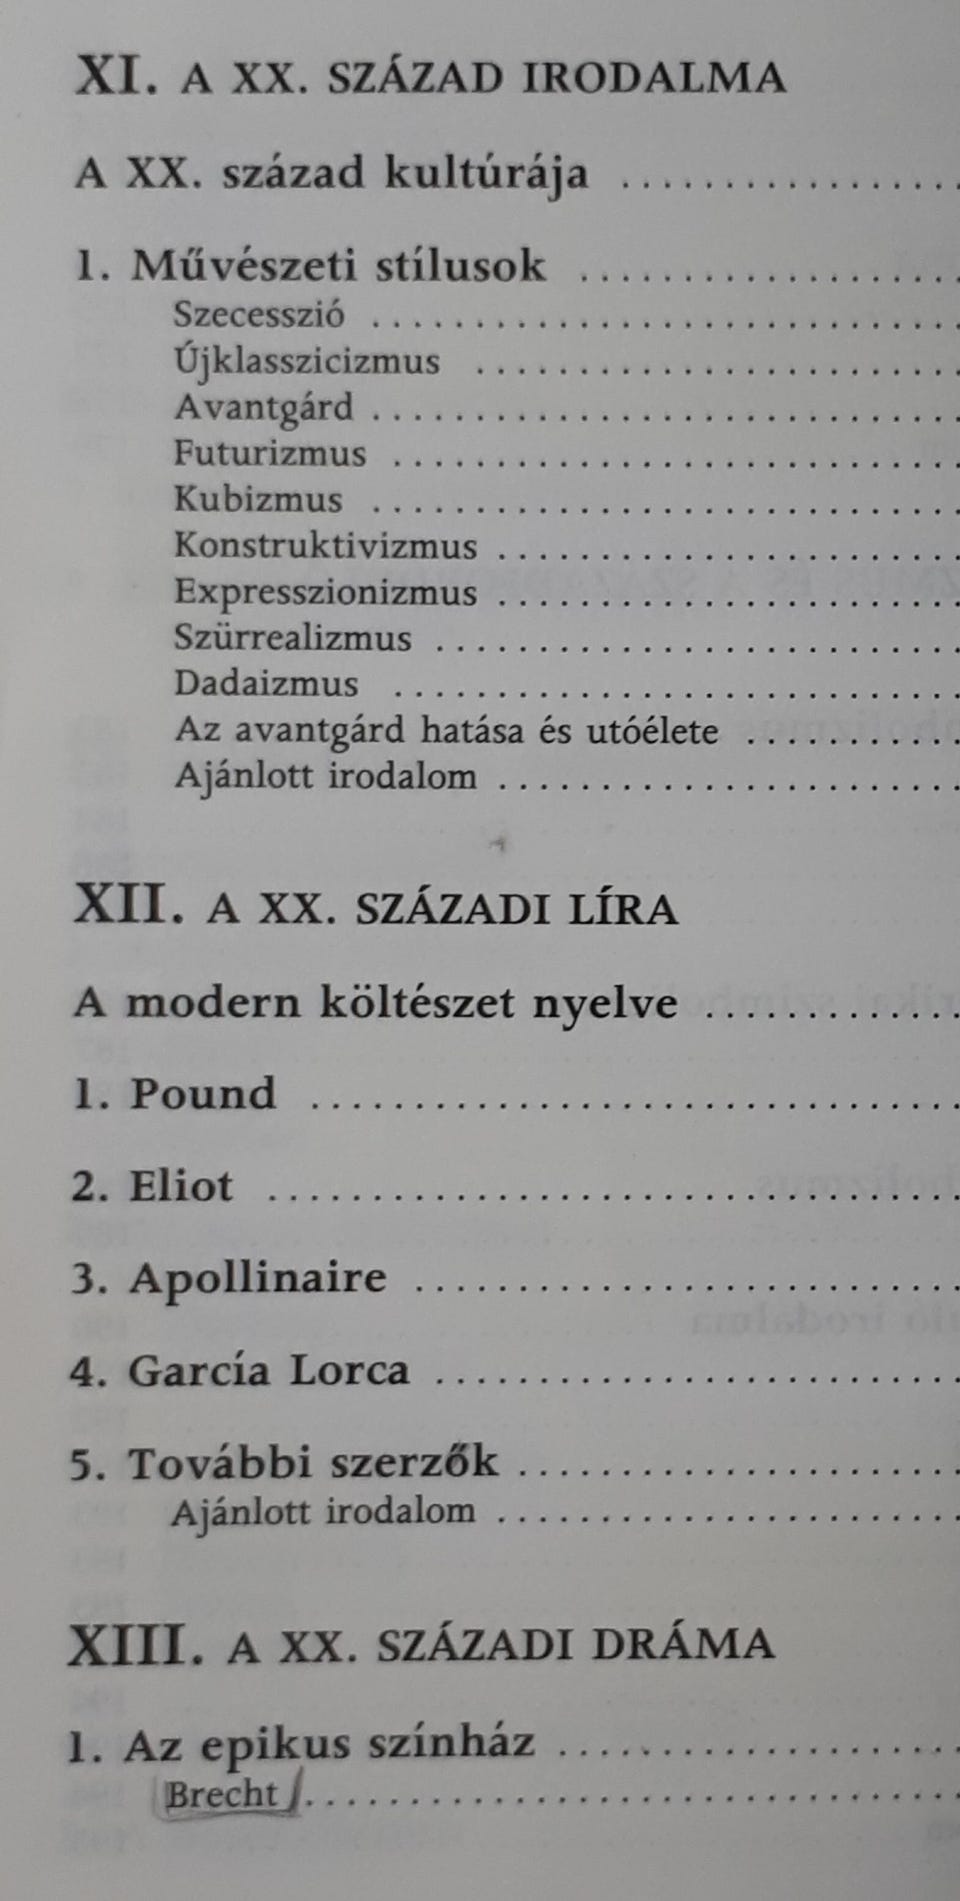 XI. A XX. SZÁZAD IRODALMA
A XX. század kultúrája ................
1. Művészeti stílusok ...................
Szecesszió .............................
Újklasszicizmus ........................
Avantgárd .............................
Futurizmus ............................
Kubizmus .............................
Konstruktivizmus .......................
Expresszionizmus .......................
Szürrealizmus ..........................
Dadaizmus ............................
Az avantgárd hatása és utóélete ...........
Ajánlott irodalom .......................
XII. A XX. SZÁZADI LÍRA
A modern költészet nyelve .............
1. Pound ................................
2. Eliot ..................................
3. Apollinaire ...........................
4. García Lorca ..........................
5. További szerzők ......................
Ajánlott irodalom .......................
XIII. A XX. SZÁZADI DRÁMA
1. Az epikus színház ....................
Brecht ................................